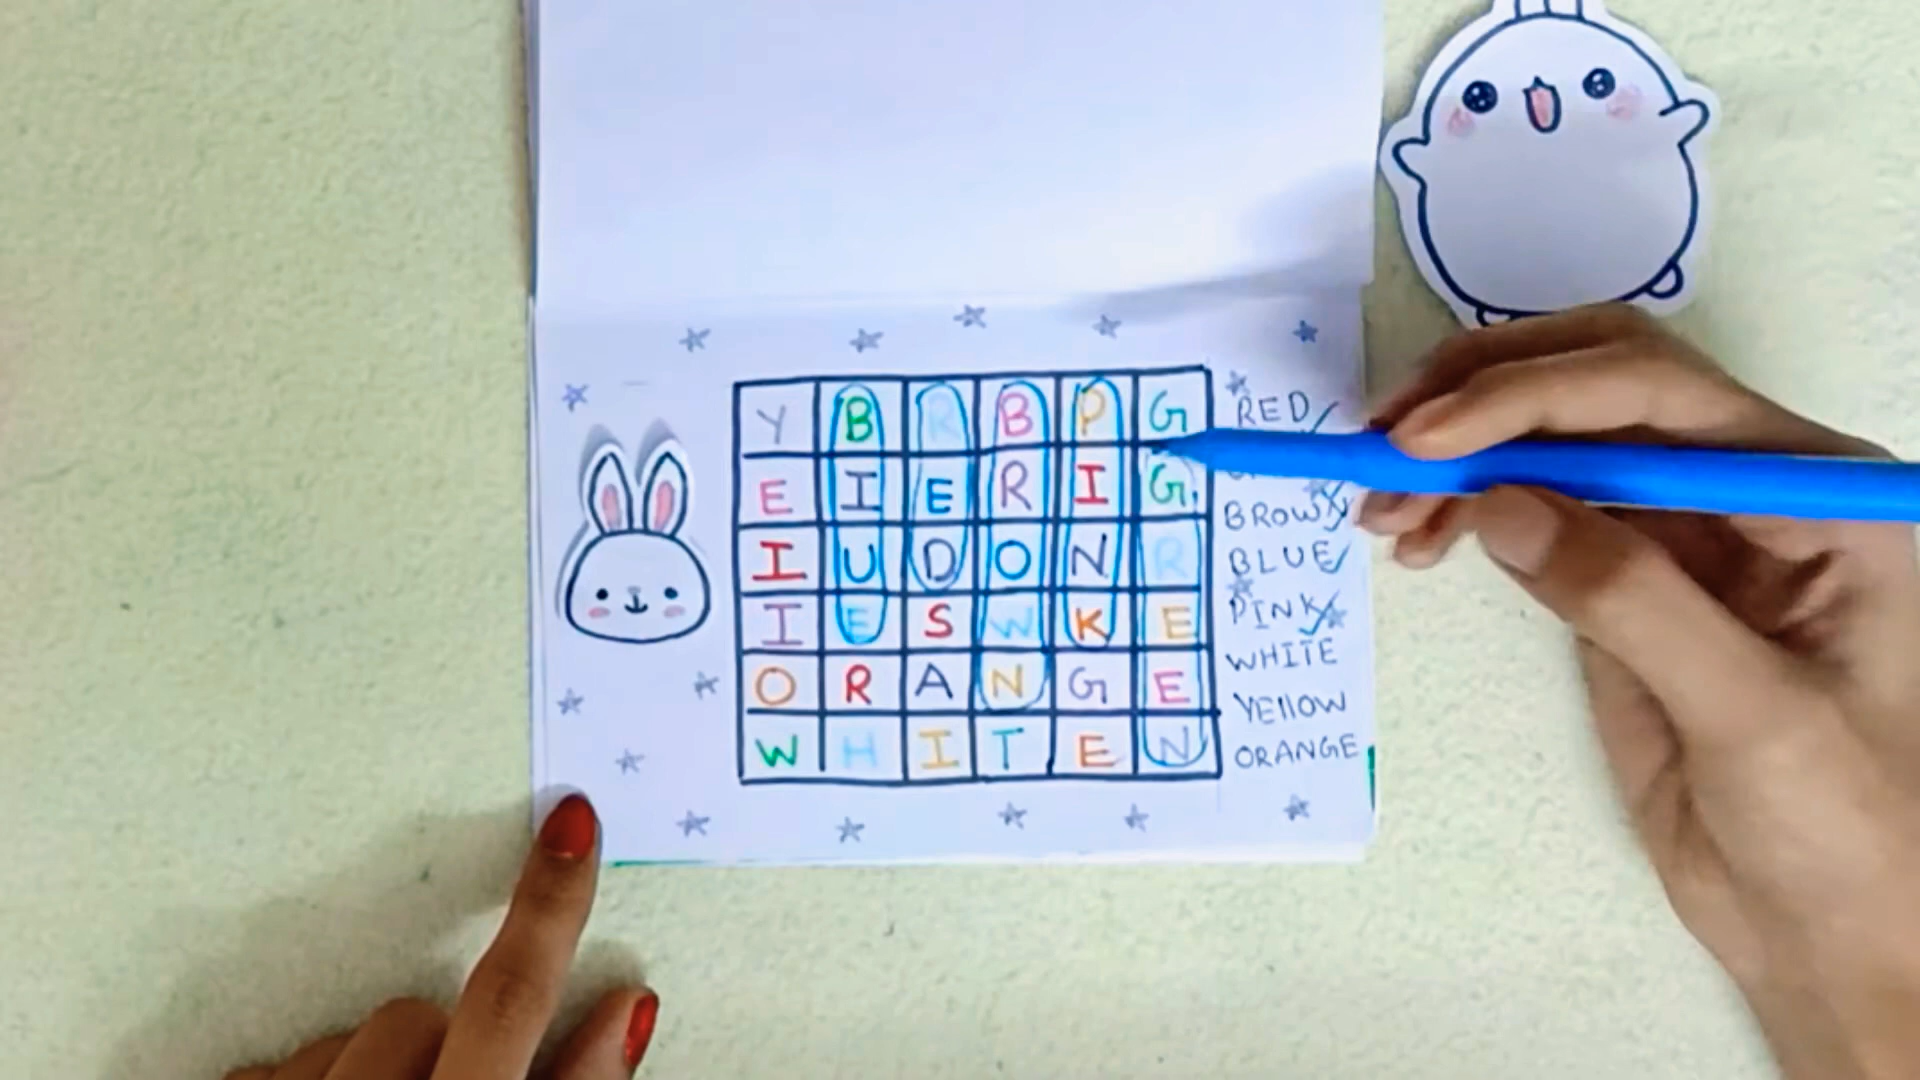 Y B R B P G
E I E R I G
I U D O N R
I E S W K E
O R A N G E
W H I T E N
RED
BROWN
BLUE
PINK
WHITE
YEllOW
ORANGE